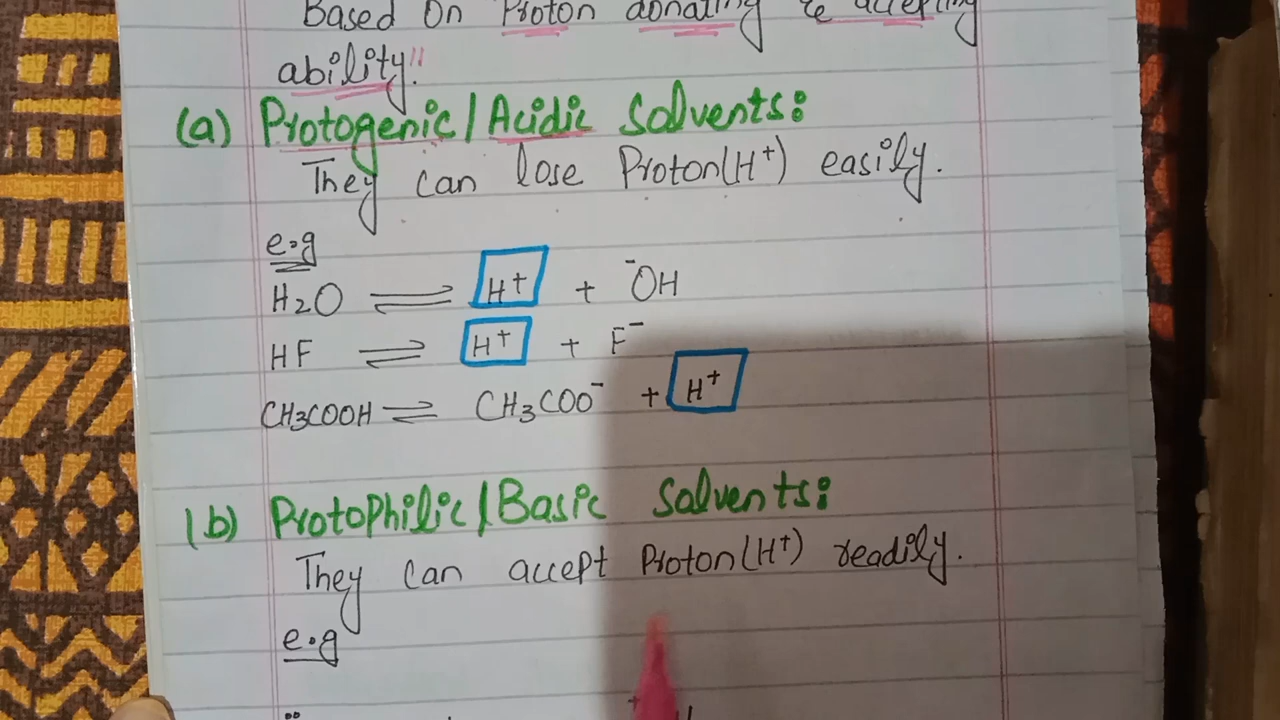 Based On Proton donating & accepting
ability!!
(a) Protogenic/Acidic Solvents:
They can lose Proton(H⁺) easily.
e.g
H₂O ⇌ H⁺ + ⁻OH
HF ⇌ H⁺ + F⁻
CH₃COOH ⇌ CH₃COO⁻ + H⁺
(b) Protophilic/Basic Solvents:
They can accept Proton(H⁺) readily.
e.g